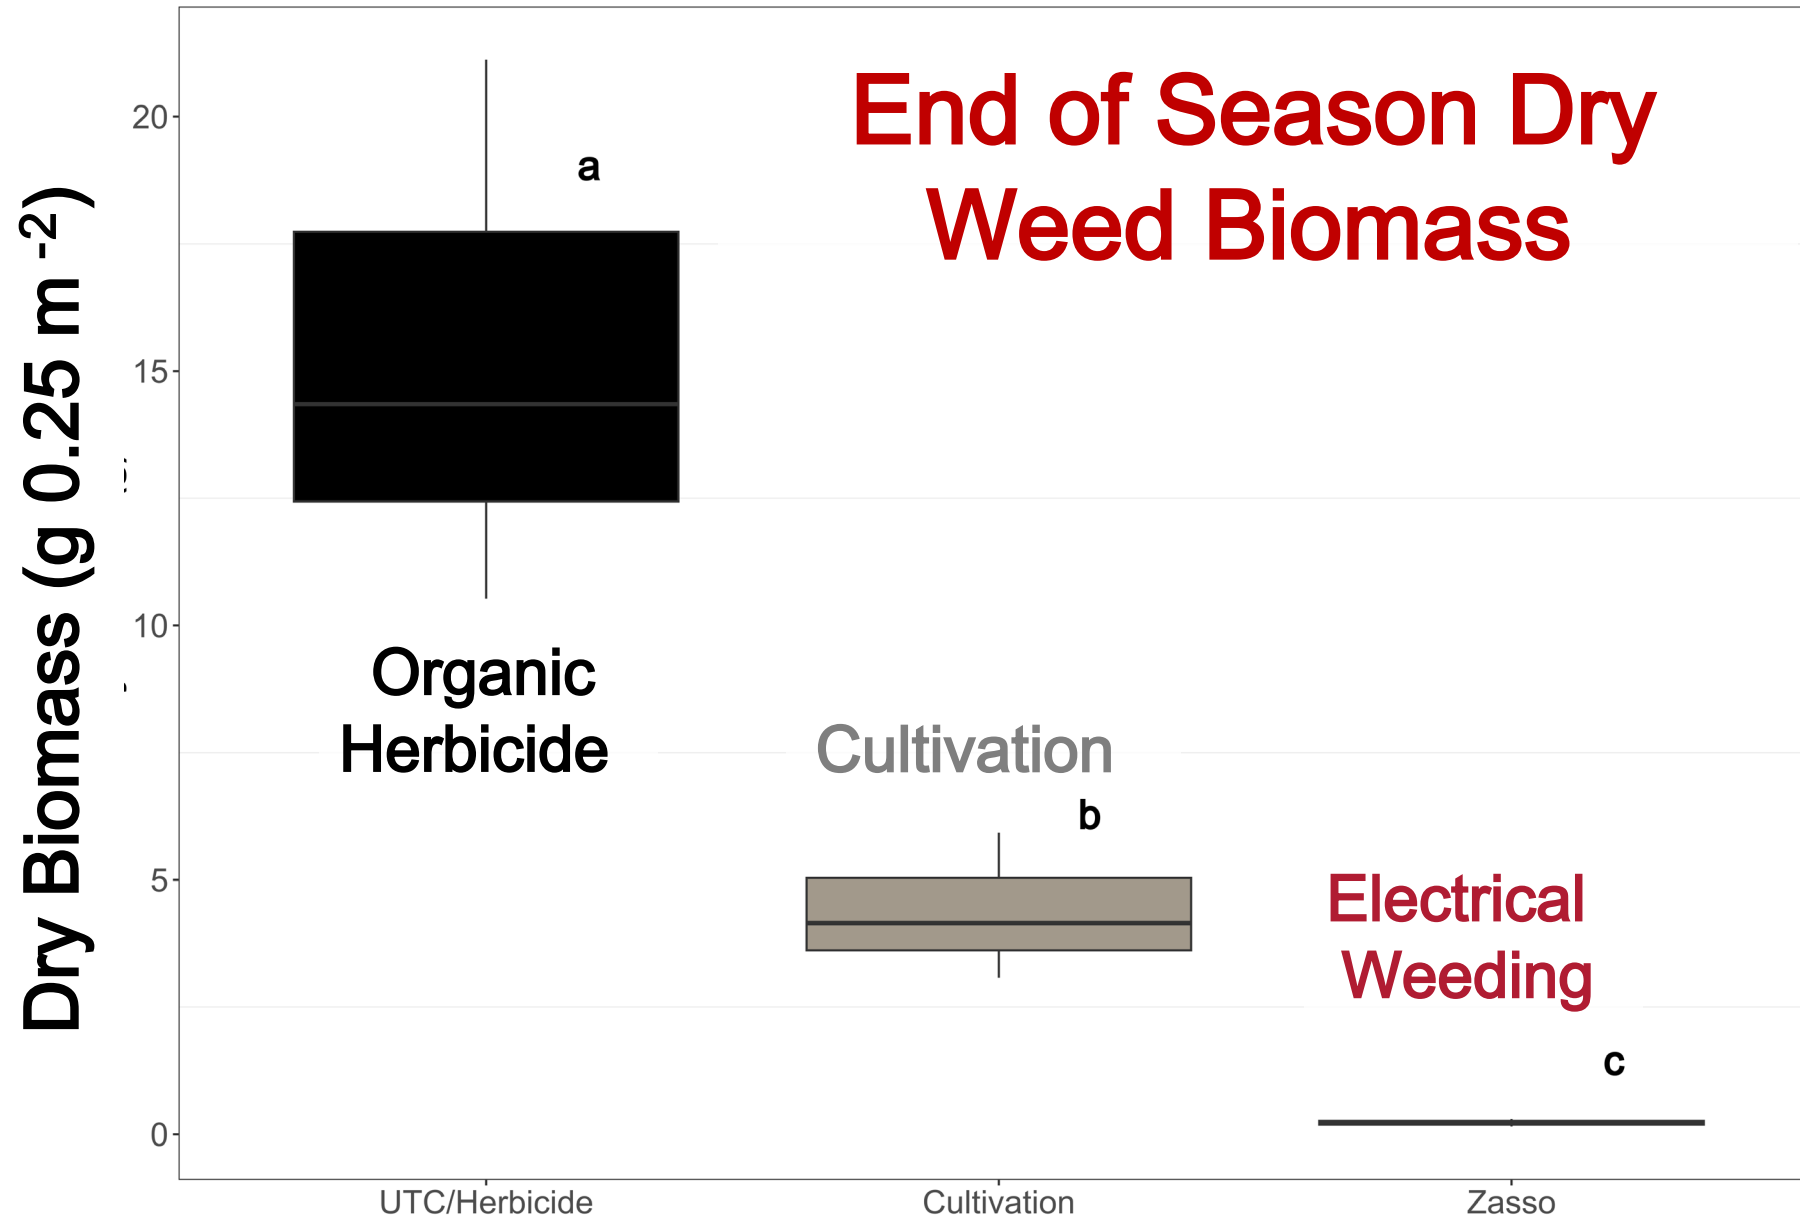 End of Season Dry
Weed Biomass
Dry Biomass (g 0.25 m -2)
20
15
10
5
0
a
Organic
Herbicide
Cultivation
b
Electrical
Weeding
c
UTC/Herbicide
Cultivation
Zasso